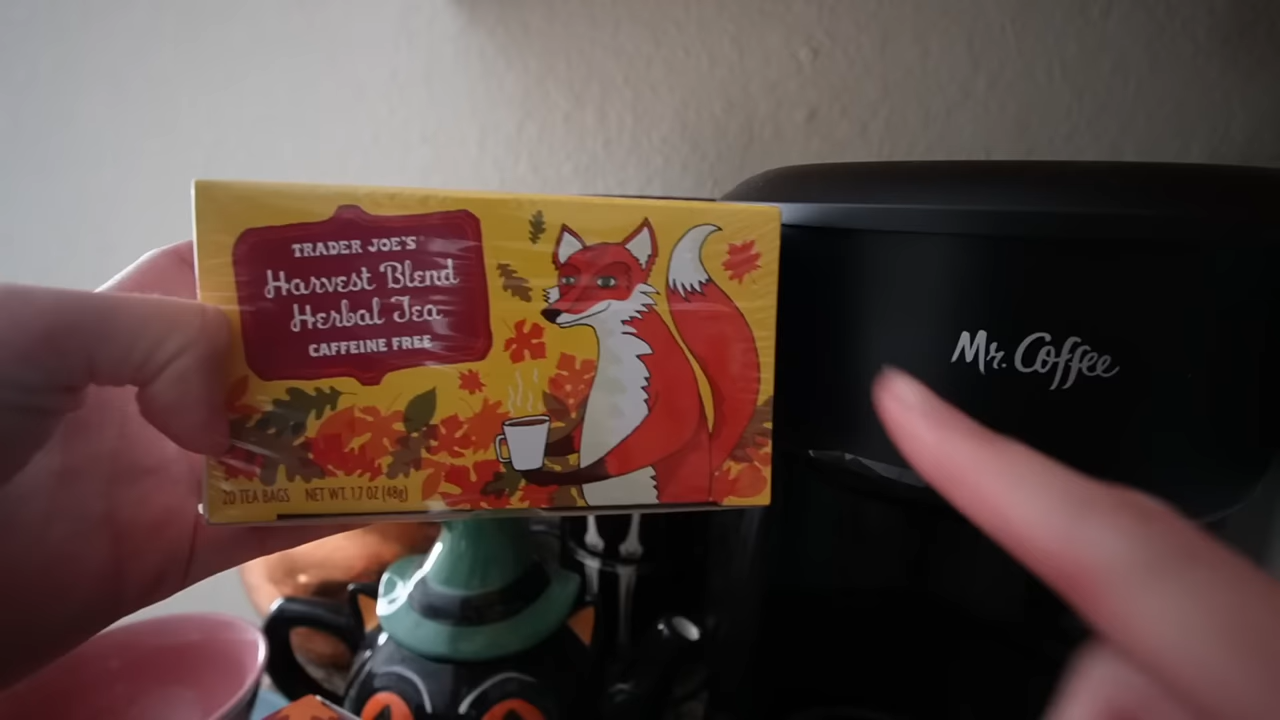 TRADER JOE'S
Harvest Blend
Herbal Tea
CAFFEINE FREE
20 TEA BAGS NET WT. 1.7 OZ (48g)
Mr. Coffee